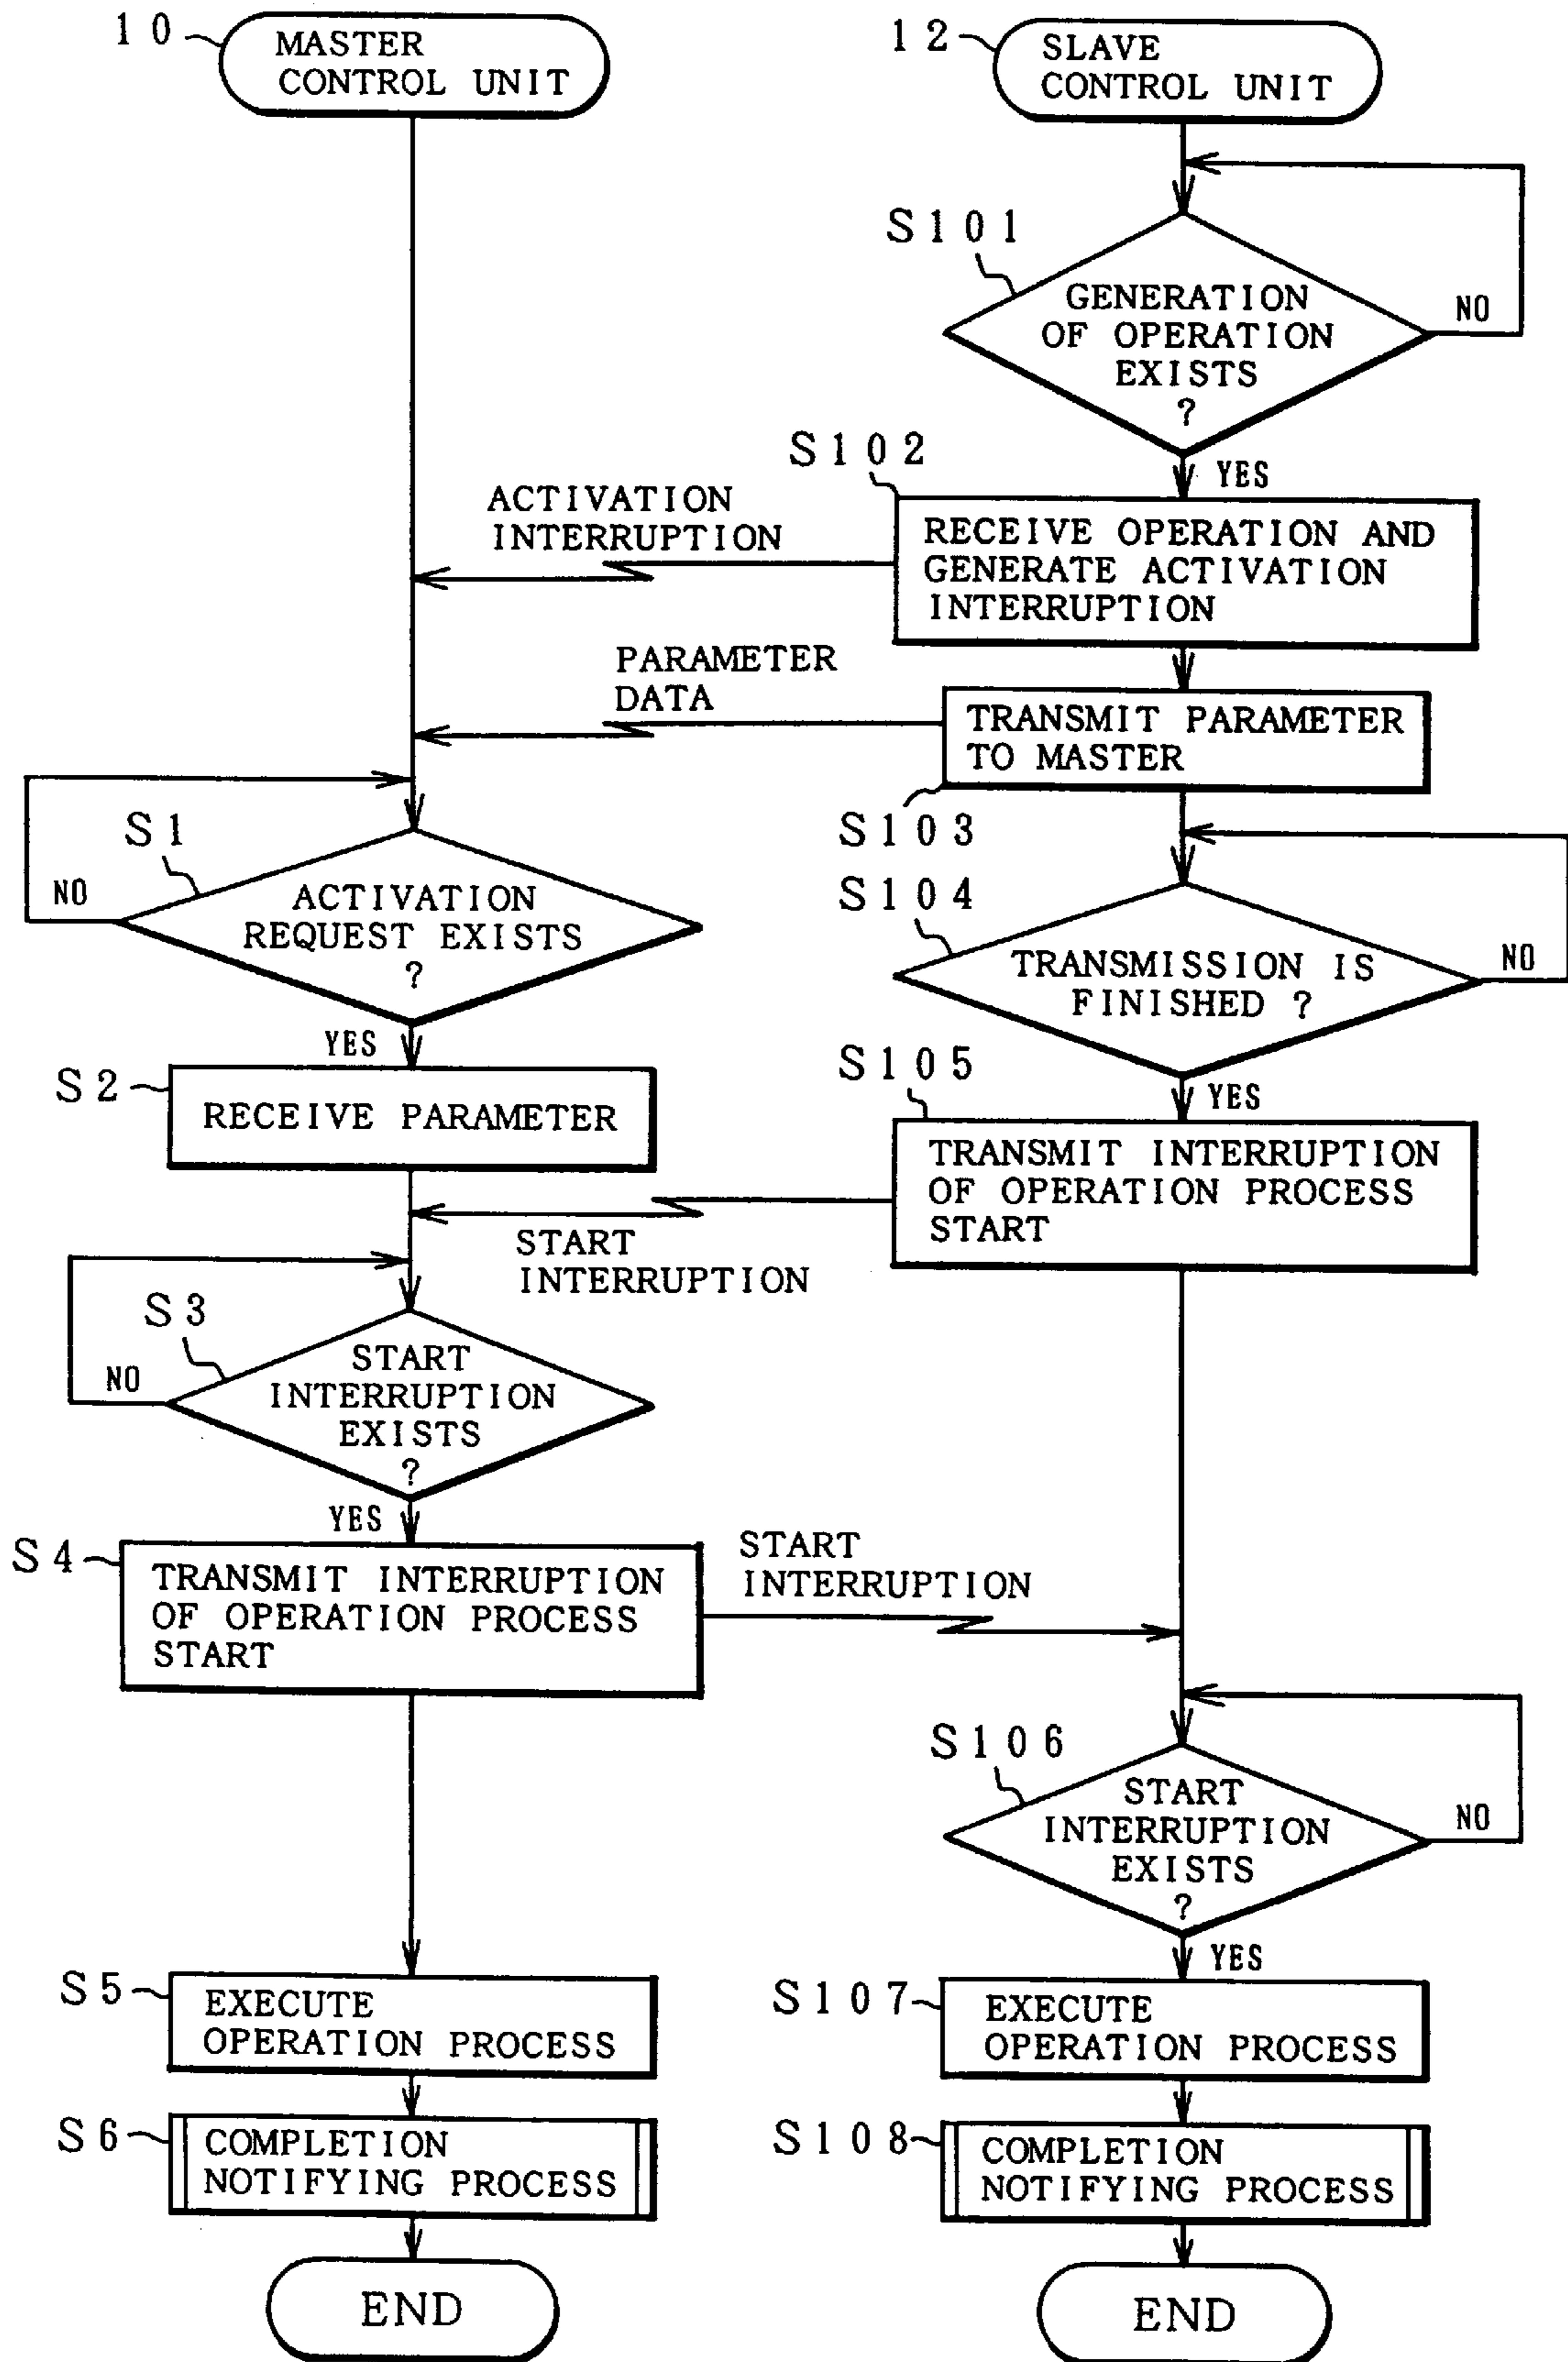 10
MASTER
CONTROL UNIT
12
SLAVE
CONTROL UNIT
S101
GENERATION
OF OPERATION
EXISTS
?
NO
YES
S102
RECEIVE OPERATION AND
GENERATE ACTIVATION
INTERRUPTION
ACTIVATION
INTERRUPTION
PARAMETER
DATA
TRANSMIT PARAMETER
TO MASTER
S103
S1
ACTIVATION
REQUEST EXISTS
?
NO
YES
S104
TRANSMISSION IS
FINISHED ?
NO
YES
S2
RECEIVE PARAMETER
S105
TRANSMIT INTERRUPTION
OF OPERATION PROCESS
START
START
INTERRUPTION
S3
START
INTERRUPTION
EXISTS
?
NO
YES
S4
TRANSMIT INTERRUPTION
OF OPERATION PROCESS
START
START
INTERRUPTION
S106
START
INTERRUPTION
EXISTS
?
NO
YES
S5
EXECUTE
OPERATION PROCESS
S107
EXECUTE
OPERATION PROCESS
S6
COMPLETION
NOTIFYING PROCESS
S108
COMPLETION
NOTIFYING PROCESS
END
END